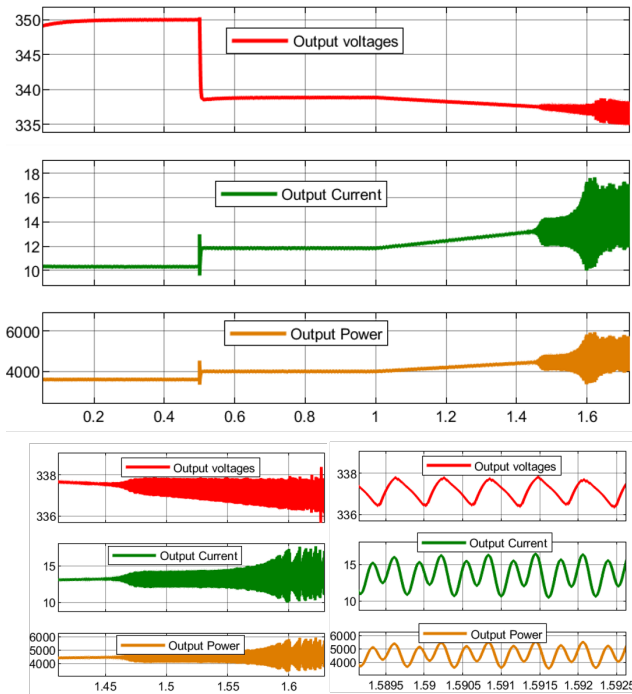 350
Output voltages
345
340
335
18
Output Current
16
14
12
10
6000
Output Power
4000
0.2 0.4 0.6 0.8 1 1.2 1.4 1.6
Output voltages
338
336
Output Current
15
10
Output Power
6000
5000
4000
1.45 1.5 1.55 1.6
Output voltages
338
336
Output Current
15
10
Output Power
6000
5000
4000
1.5895 1.59 1.5905 1.591 1.5915 1.592 1.5925